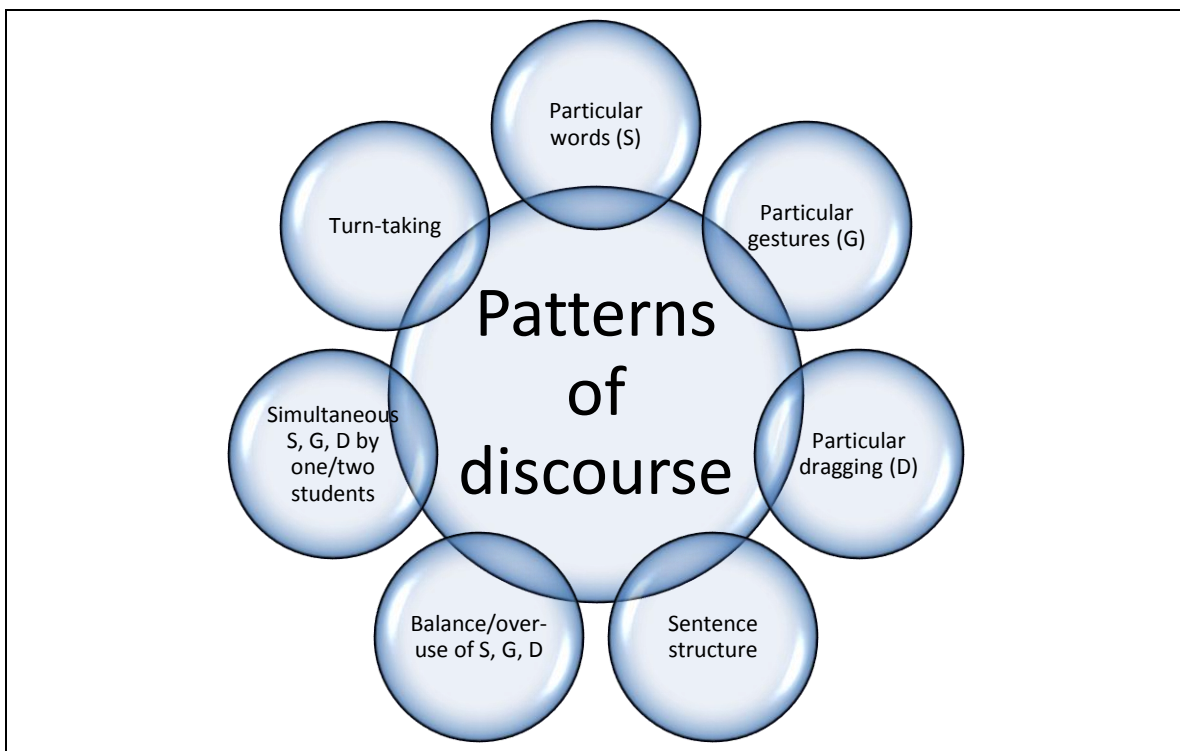 Particular
words (S)
Particular
gestures (G)
Particular
dragging (D)
Sentence
structure
Balance/over-
use of S, G, D
Simultaneous
S, G, D by
one/two
students
Turn-taking
Patterns
of
discourse